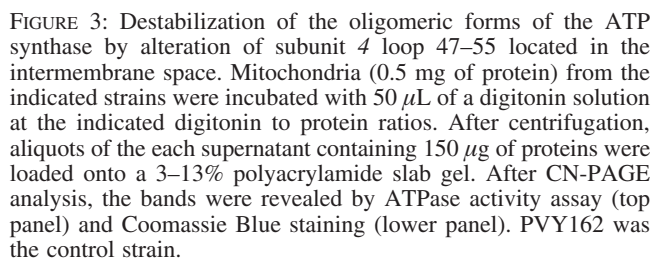 FIGURE 3: Destabilization of the oligomeric forms of the ATP
synthase by alteration of subunit 4 loop 47–55 located in the
intermembrane space. Mitochondria (0.5 mg of protein) from the
indicated strains were incubated with 50 μL of a digitonin solution
at the indicated digitonin to protein ratios. After centrifugation,
aliquots of the each supernatant containing 150 μg of proteins were
loaded onto a 3–13% polyacrylamide slab gel. After CN-PAGE
analysis, the bands were revealed by ATPase activity assay (top
panel) and Coomassie Blue staining (lower panel). PVY162 was
the control strain.